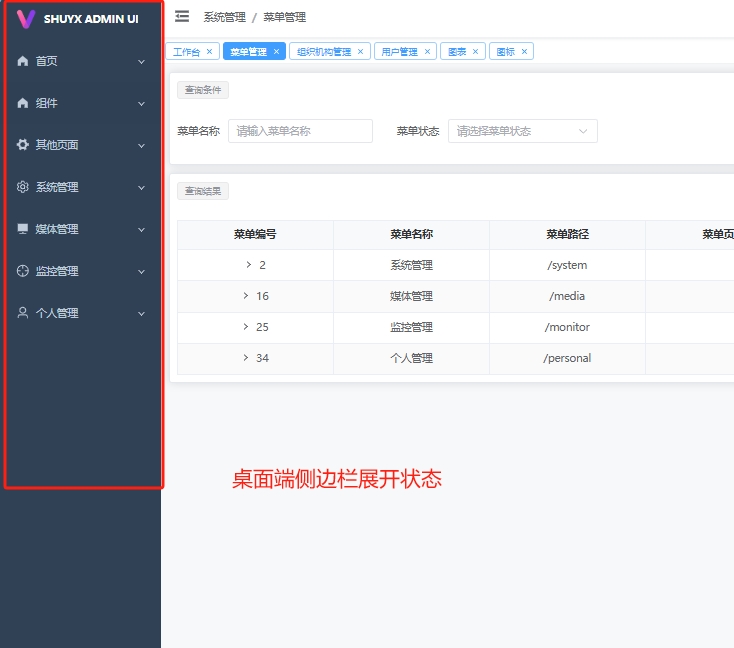 SHUYX ADMIN UI
首页
组件
其他页面
系统管理
媒体管理
监控管理
个人管理
系统管理 / 菜单管理
工作台 × 菜单管理 × 组织机构管理 × 用户管理 × 图表 × 图标 ×
查询条件
菜单名称 请输入菜单名称 菜单状态 请选择菜单状态
查询结果
菜单编号 菜单名称 菜单路径 菜单页
2 系统管理 /system
16 媒体管理 /media
25 监控管理 /monitor
34 个人管理 /personal
桌面端侧边栏展开状态